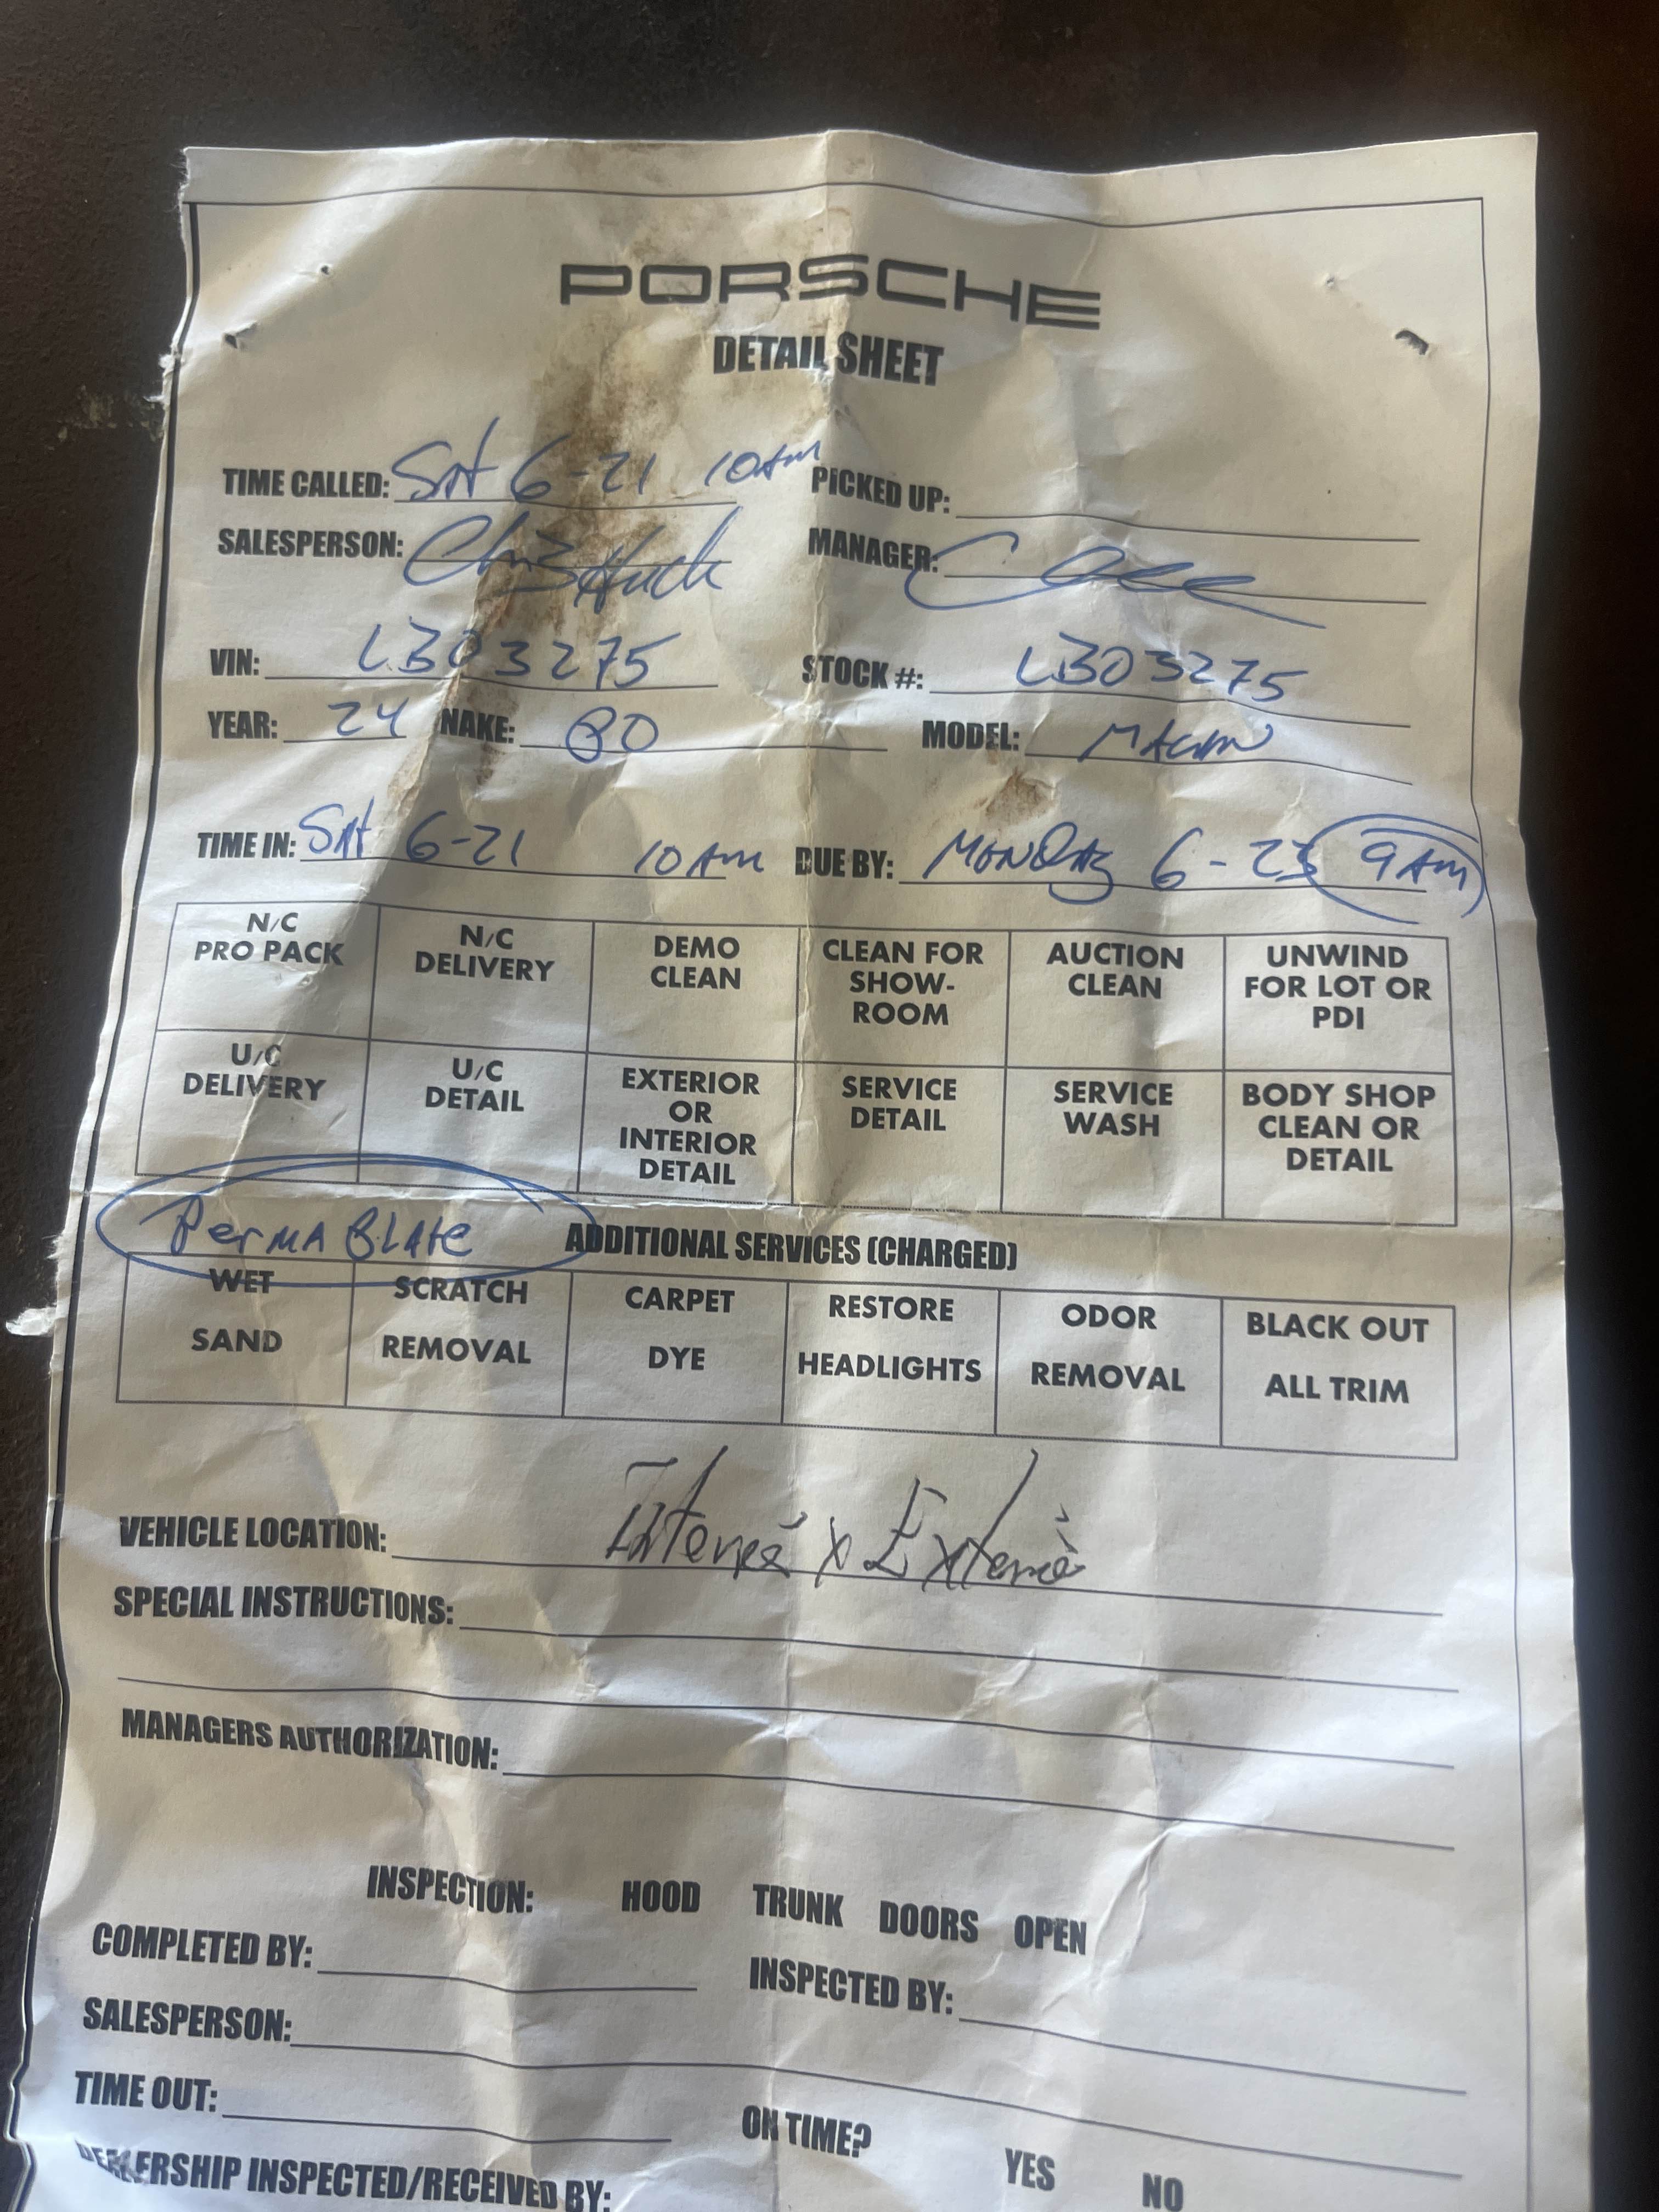 PORSCHE
DETAIL SHEET
TIME CALLED: Sat 6-21 10am PICKED UP:
SALESPERSON: MANAGER:
VIN: LB03275 STOCK #: LB03275
YEAR: 24 NAKE: PO MODEL: MACAN
TIME IN: Sat 6-21 10 Am DUE BY: MONDAY 6-23 9 AM
N/C PRO PACK N/C DELIVERY DEMO CLEAN CLEAN FOR SHOW-ROOM AUCTION CLEAN UNWIND FOR LOT OR PDI
U/C DELIVERY U/C DETAIL EXTERIOR OR INTERIOR DETAIL SERVICE DETAIL SERVICE WASH BODY SHOP CLEAN OR DETAIL
Perma PLATE ADDITIONAL SERVICES (CHARGED)
WET SAND SCRATCH REMOVAL CARPET DYE RESTORE HEADLIGHTS ODOR REMOVAL BLACK OUT ALL TRIM
VEHICLE LOCATION:
SPECIAL INSTRUCTIONS:
MANAGERS AUTHORIZATION:
INSPECTION: HOOD TRUNK DOORS OPEN
COMPLETED BY: INSPECTED BY:
SALESPERSON:
TIME OUT: ON TIME? YES NO
DEALERSHIP INSPECTED/RECEIVED BY: